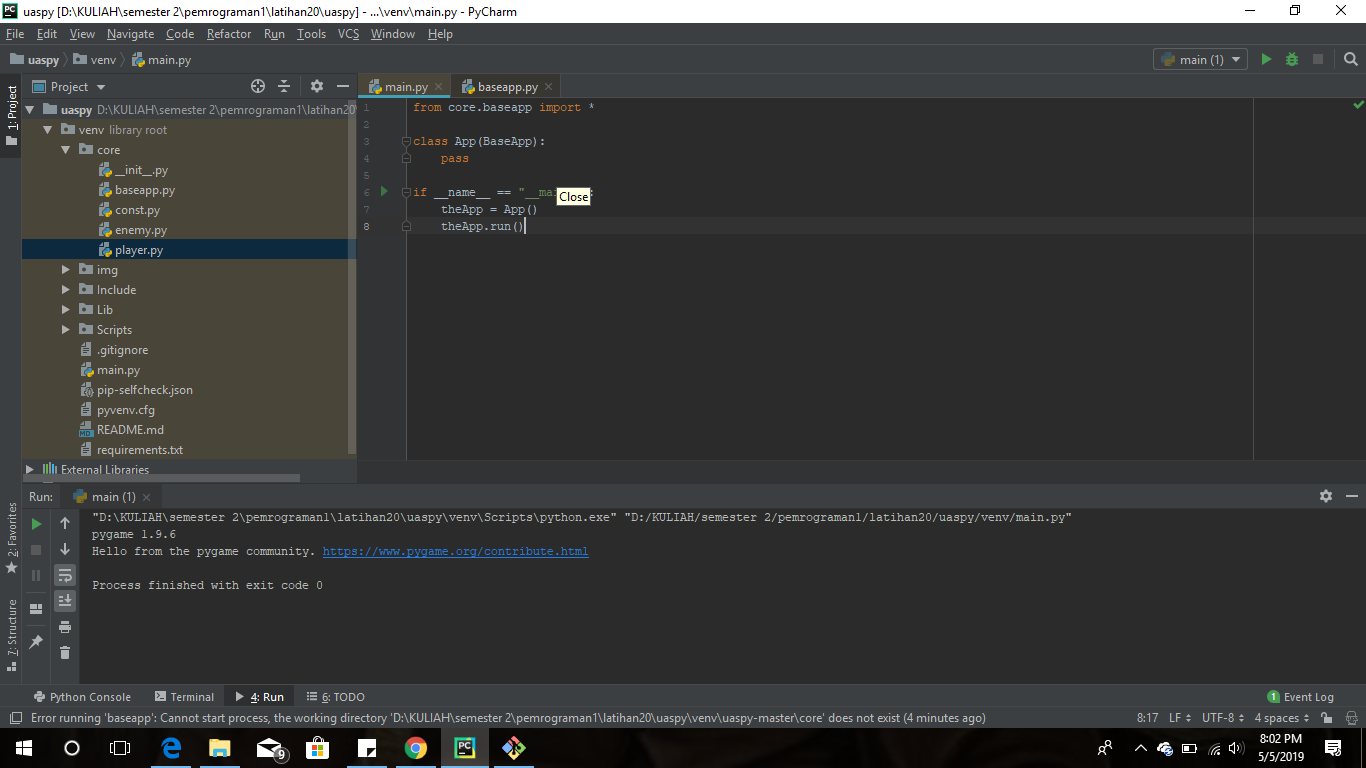 uaspy [D:\KULIAH\semester 2\pemrograman1\latihan20\uaspy] - ...\venv\main.py - PyCharm
File Edit View Navigate Code Refactor Run Tools VCS Window Help
uaspy venv main.py main (1)
1: Project
Project
main.py baseapp.py
uaspy D:\KULIAH\semester 2\pemrograman1\latihan20
venv library root
core
__init__.py
baseapp.py
const.py
enemy.py
player.py
img
Include
Lib
Scripts
.gitignore
main.py
pip-selfcheck.json
pyvenv.cfg
README.md
requirements.txt
External Libraries
1 from core.baseapp import *
2
3 class App(BaseApp):
4 pass
5
6 if __name__ == "__ma :
Close
7 theApp = App()
8 theApp.run()
Run: main (1)
"D:\KULIAH\semester 2\pemrograman1\latihan20\uaspy\venv\Scripts\python.exe" "D:/KULIAH/semester 2/pemrograman1/latihan20/uaspy/venv/main.py"
pygame 1.9.6
Hello from the pygame community. https://www.pygame.org/contribute.html
Process finished with exit code 0
2: Favorites
7: Structure
Python Console Terminal 4: Run 6: TODO 1 Event Log
Error running 'baseapp': Cannot start process, the working directory 'D:\KULIAH\semester 2\pemrograman1\latihan20\uaspy\venv\uaspy-master\core' does not exist (4 minutes ago) 8:17 LF UTF-8 4 spaces
9
8:02 PM
5/5/2019